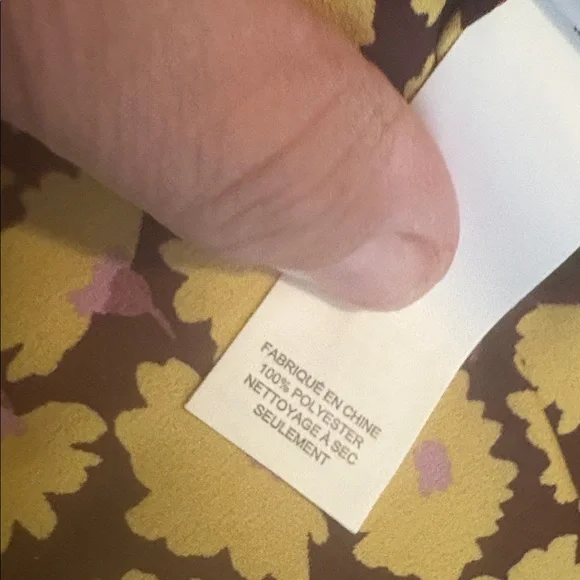 FABRIQUÉ EN CHINE
100% POLYESTER
NETTOYAGE À SEC
SEULEMENT